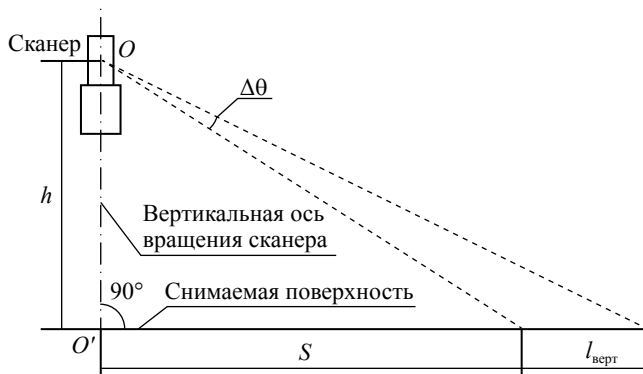 Сканер
O
Δθ
h
Вертикальная ось
вращения сканера
90°
Снимаемая поверхность
O′
S
lверт